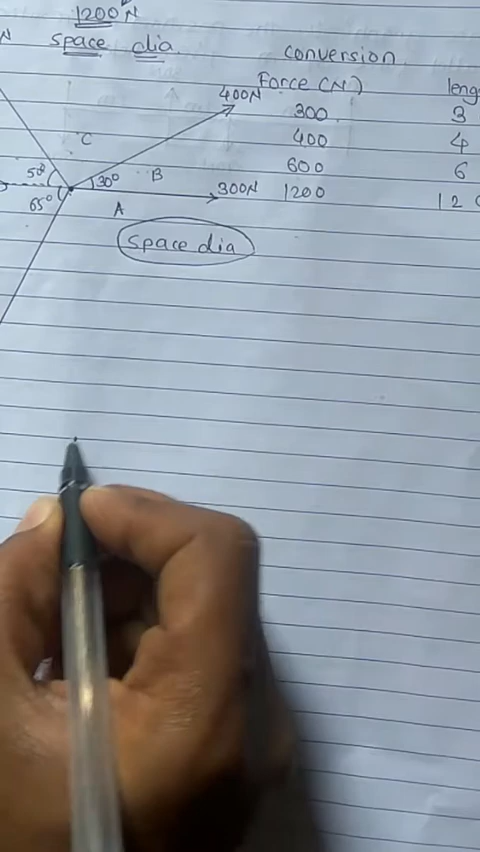 1200N
N
space dia
conversion
Force (N)
leng
400N
300
3
C
400
4
50°
30°
B
600
6
65°
300N
1200
12
A
space dia